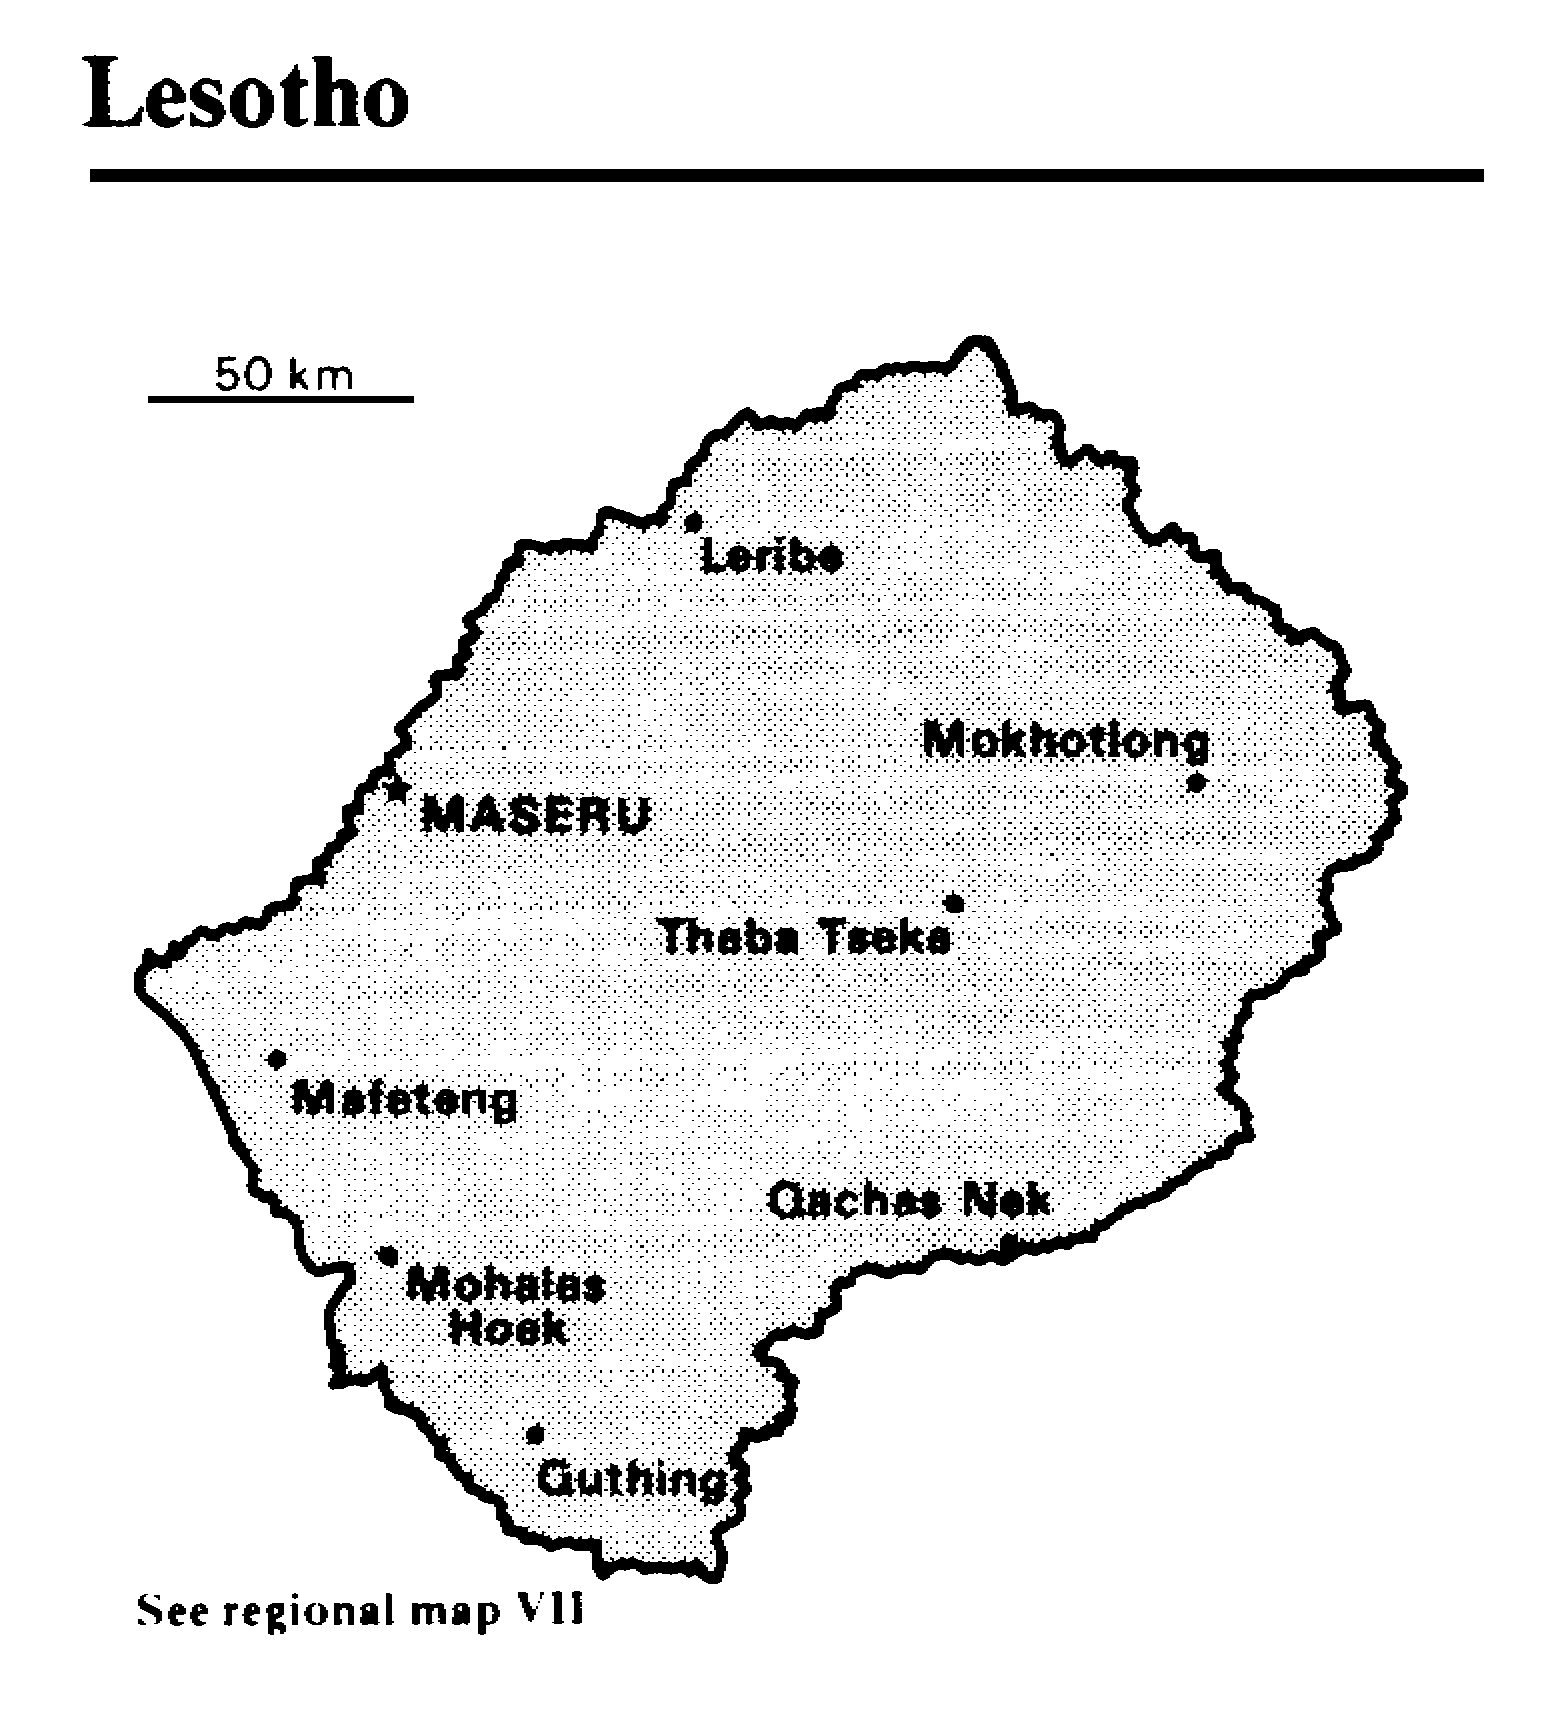 Lesotho
50 km
Leribe
Mokhotlong
MASERU
Thaba Tseka
Mafeteng
Qachas Nek
Mohales
Hoek
Quthing
See regional map VII